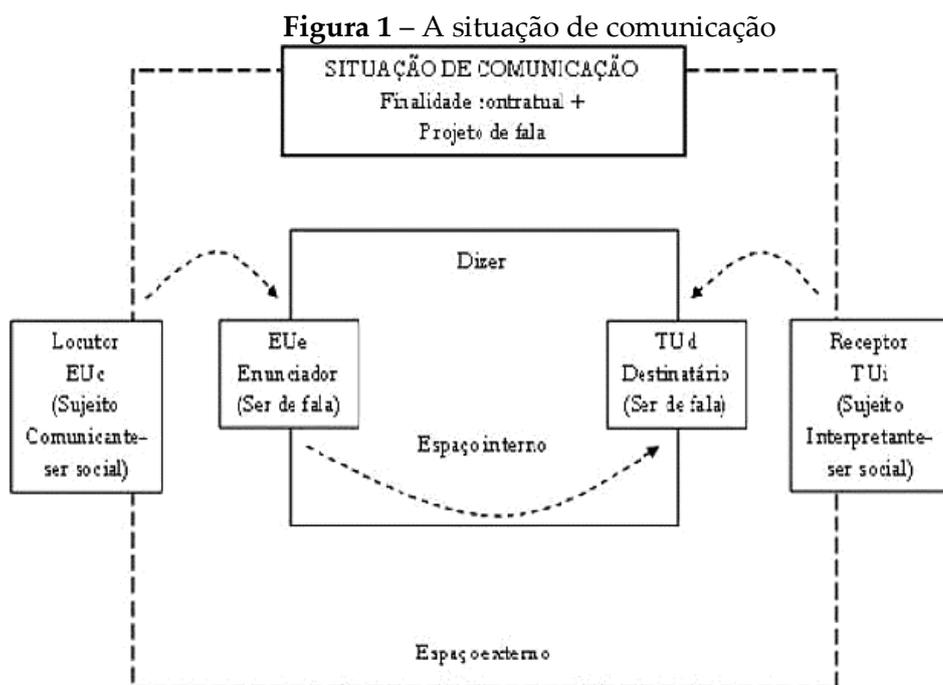 Figura 1 – A situação de comunicação
SITUAÇÃO DE COMUNICAÇÃO
Finalidade contratual +
Projeto de fala
Dizer
Locutor
EUc
(Sujeito
Comunicante-
ser social)
EUe
Enunciador
(Ser de fala)
TUd
Destinatário
(Ser de fala)
Receptor
TUi
(Sujeito
Interpretante-
ser social)
Espaço interno
Espaço externo